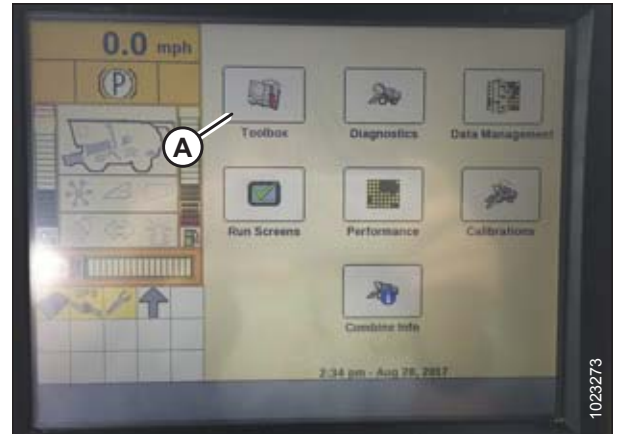 0.0 mph
(P)
A
Toolbox
Diagnostics
Data Management
Run Screens
Performance
Calibrations
Combine Info
2:34 pm - Aug 28, 2017
1023273